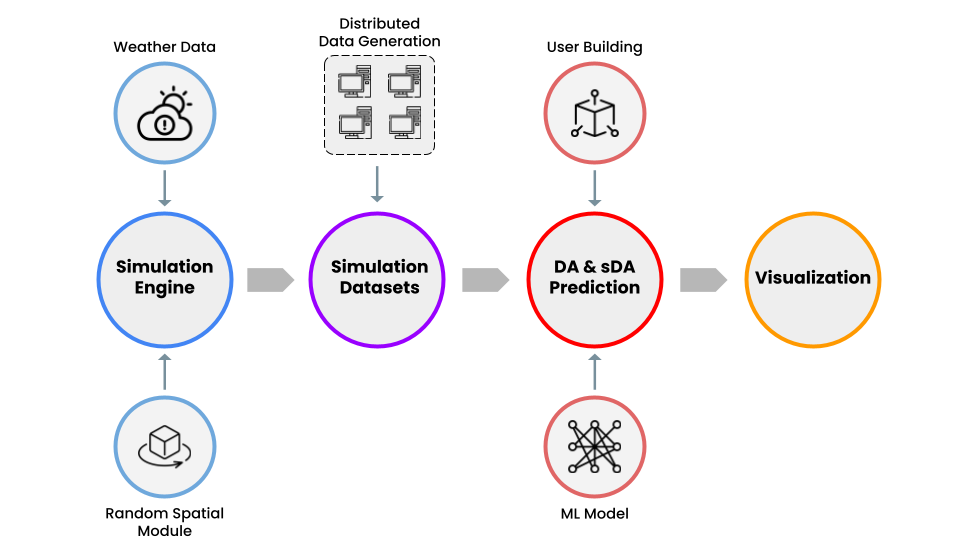 Distributed
Data Generation
Weather Data
User Building
Simulation
Engine
Simulation
Datasets
DA & sDA
Prediction
Visualization
Random Spatial
Module
ML Model